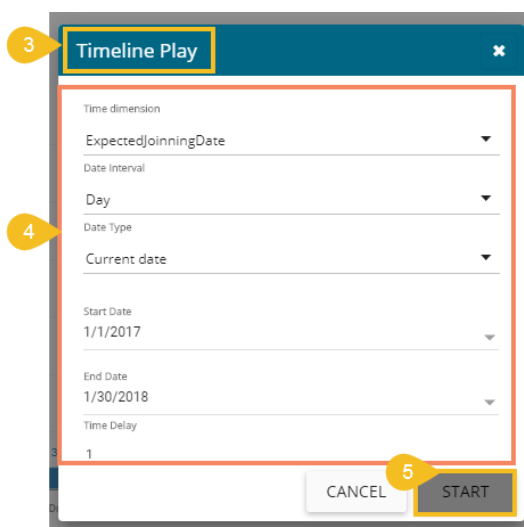 3
Timeline Play
Time dimension
ExpectedJoinningDate
Date Interval
Day
4
Date Type
Current date
Start Date
1/1/2017
End Date
1/30/2018
Time Delay
1
5
CANCEL
START